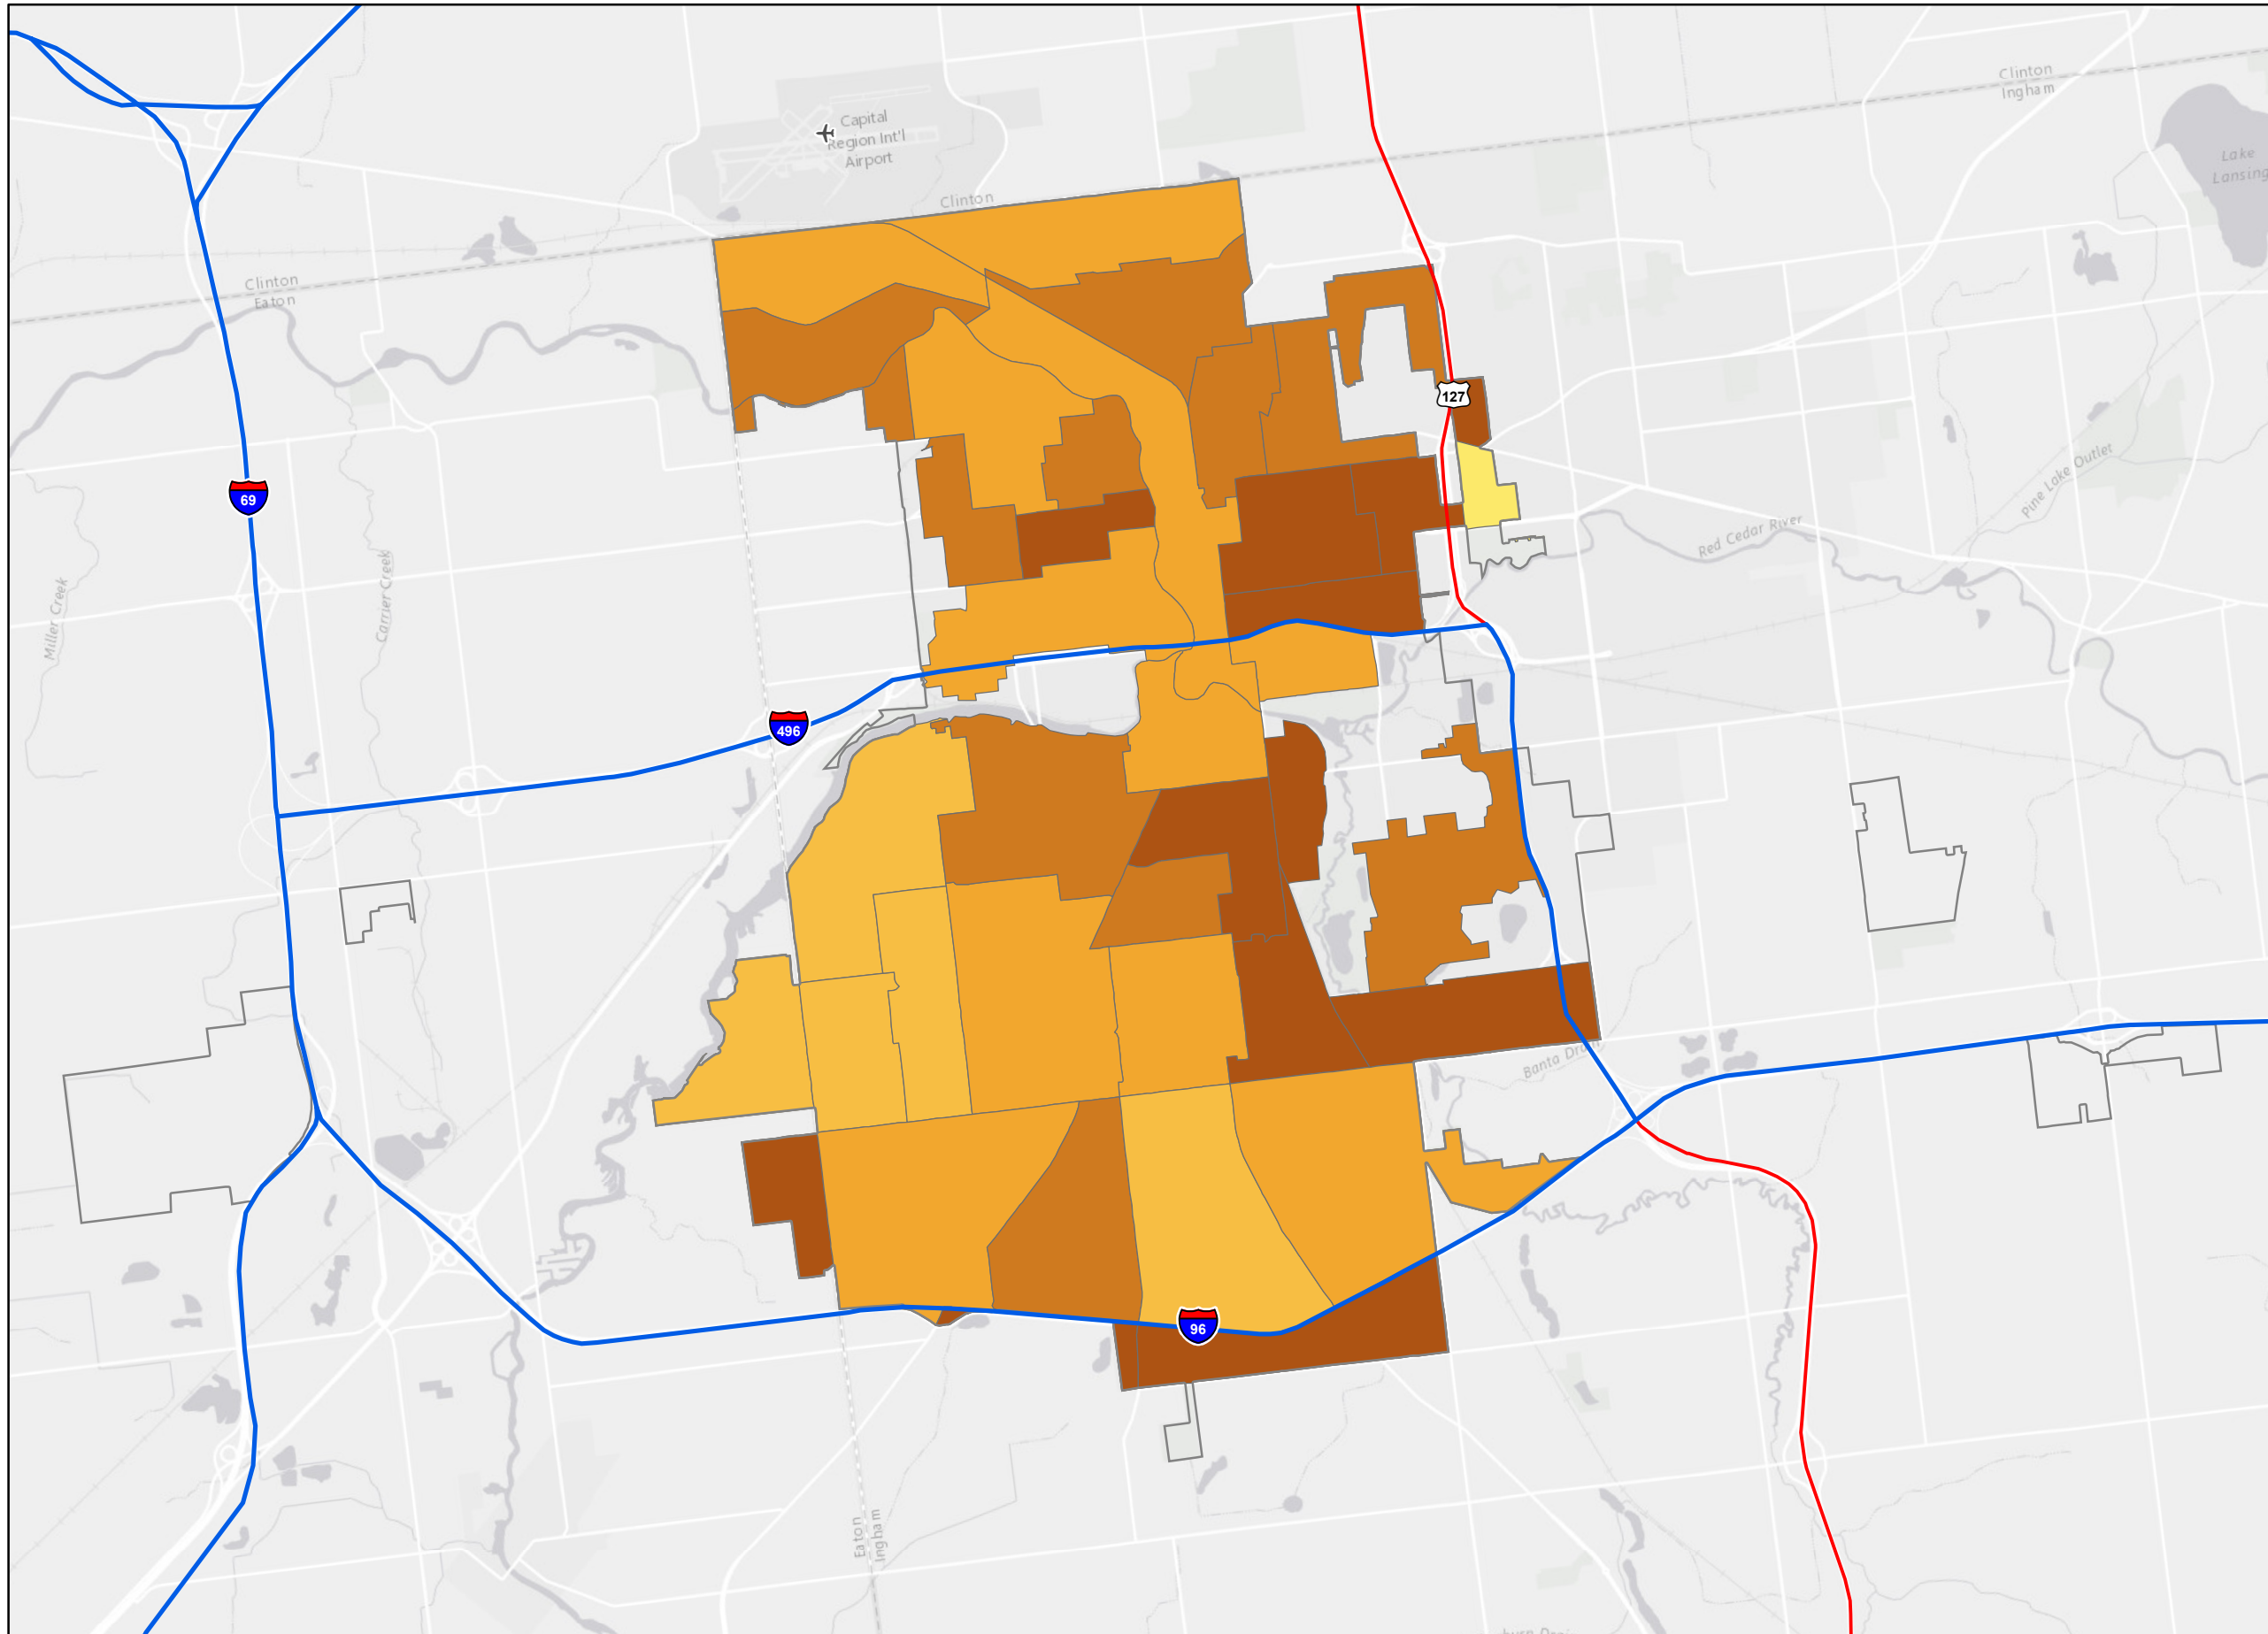 Clinton
Ingham
Capital
Region Int'l
Airport
Lake
Lansing
Clinton
Clinton
Eaton
127
69
Pine Lake Outlet
Red Cedar River
Miller Creek
Carrier Creek
496
Banta Drain
96
Eaton
Ingham